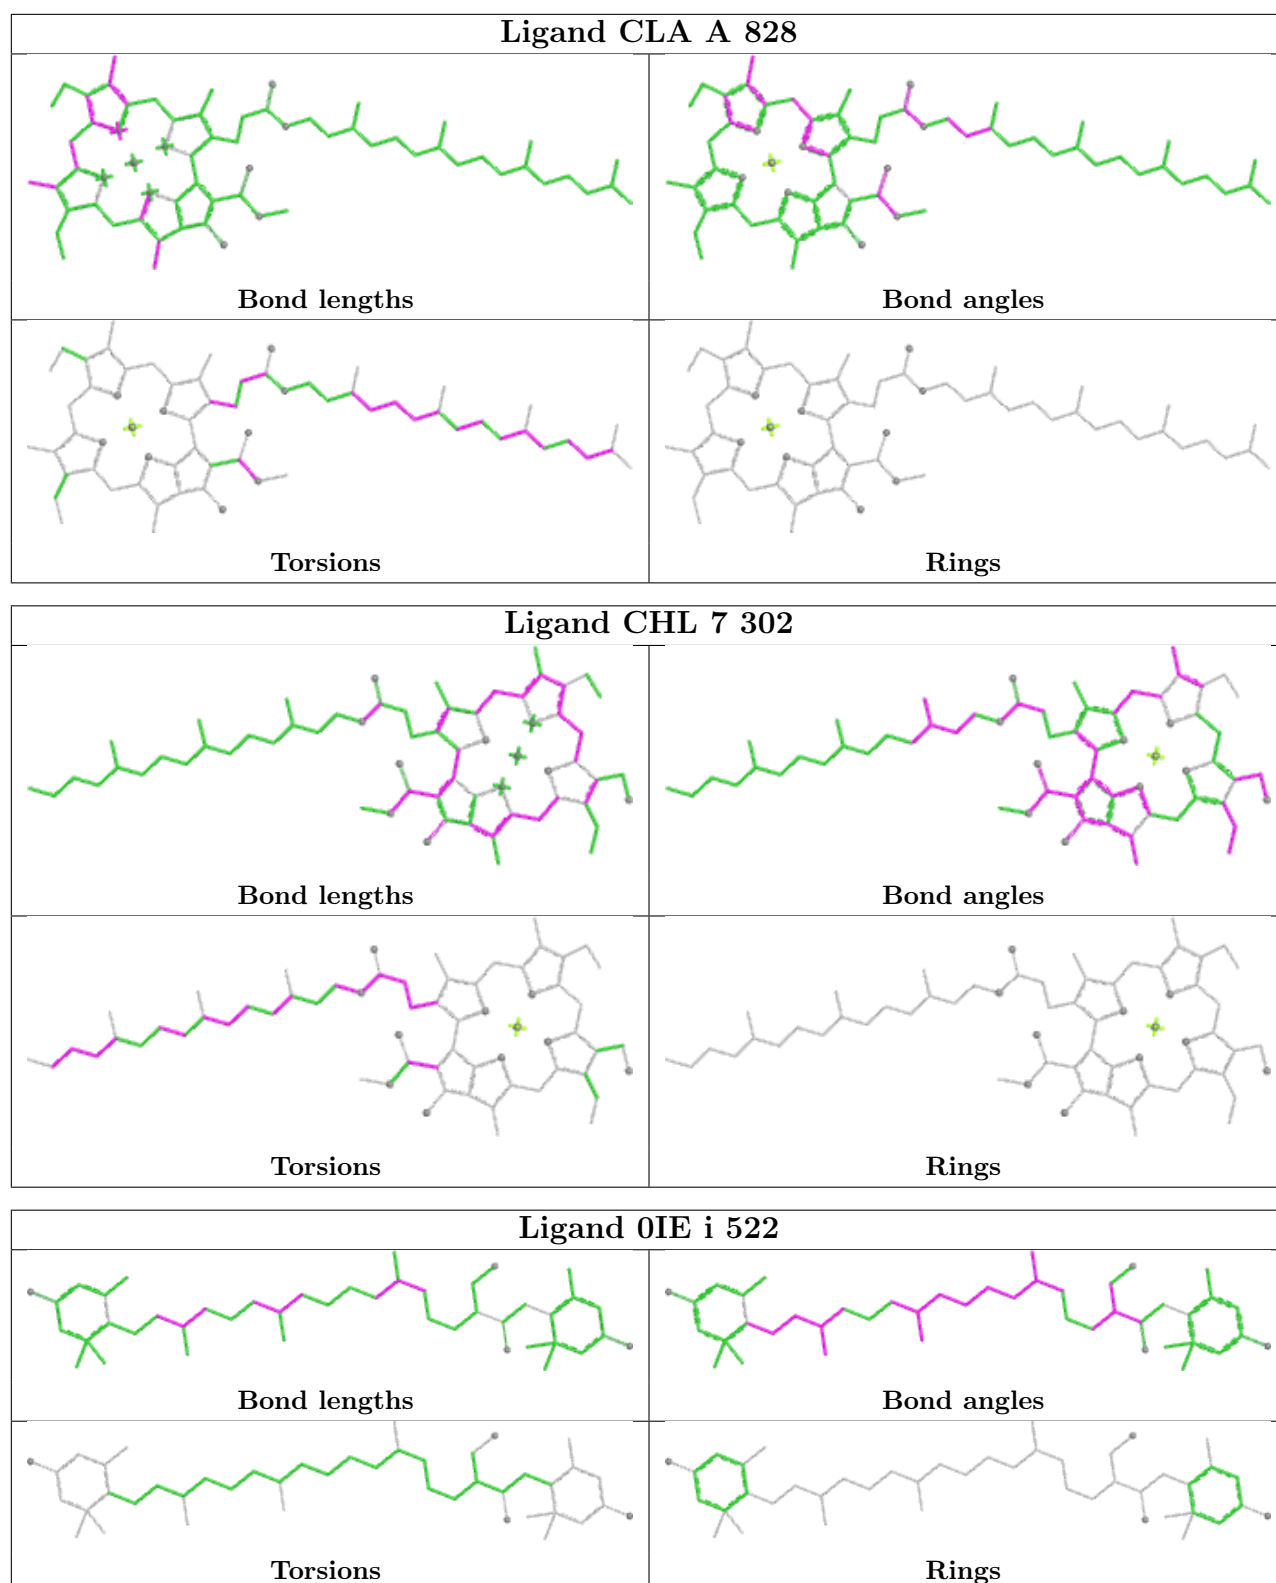 Ligand CLA A 828
Bond lengths
Bond angles
Torsions
Rings
Ligand CHL 7 302
Bond lengths
Bond angles
Torsions
Rings
Ligand 0IE i 522
Bond lengths
Bond angles
Torsions
Rings